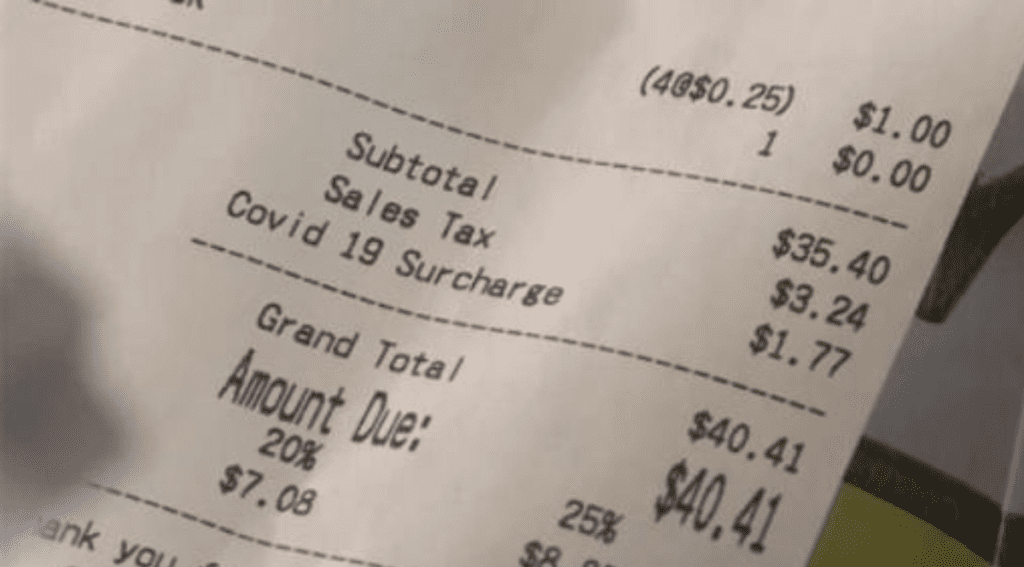 (4@$0.25) $1.00
1 $0.00
Subtotal $35.40
Sales Tax $3.24
Covid 19 Surcharge $1.77
Grand Total $40.41
Amount Due: $40.41
20% 25%
$7.08
you